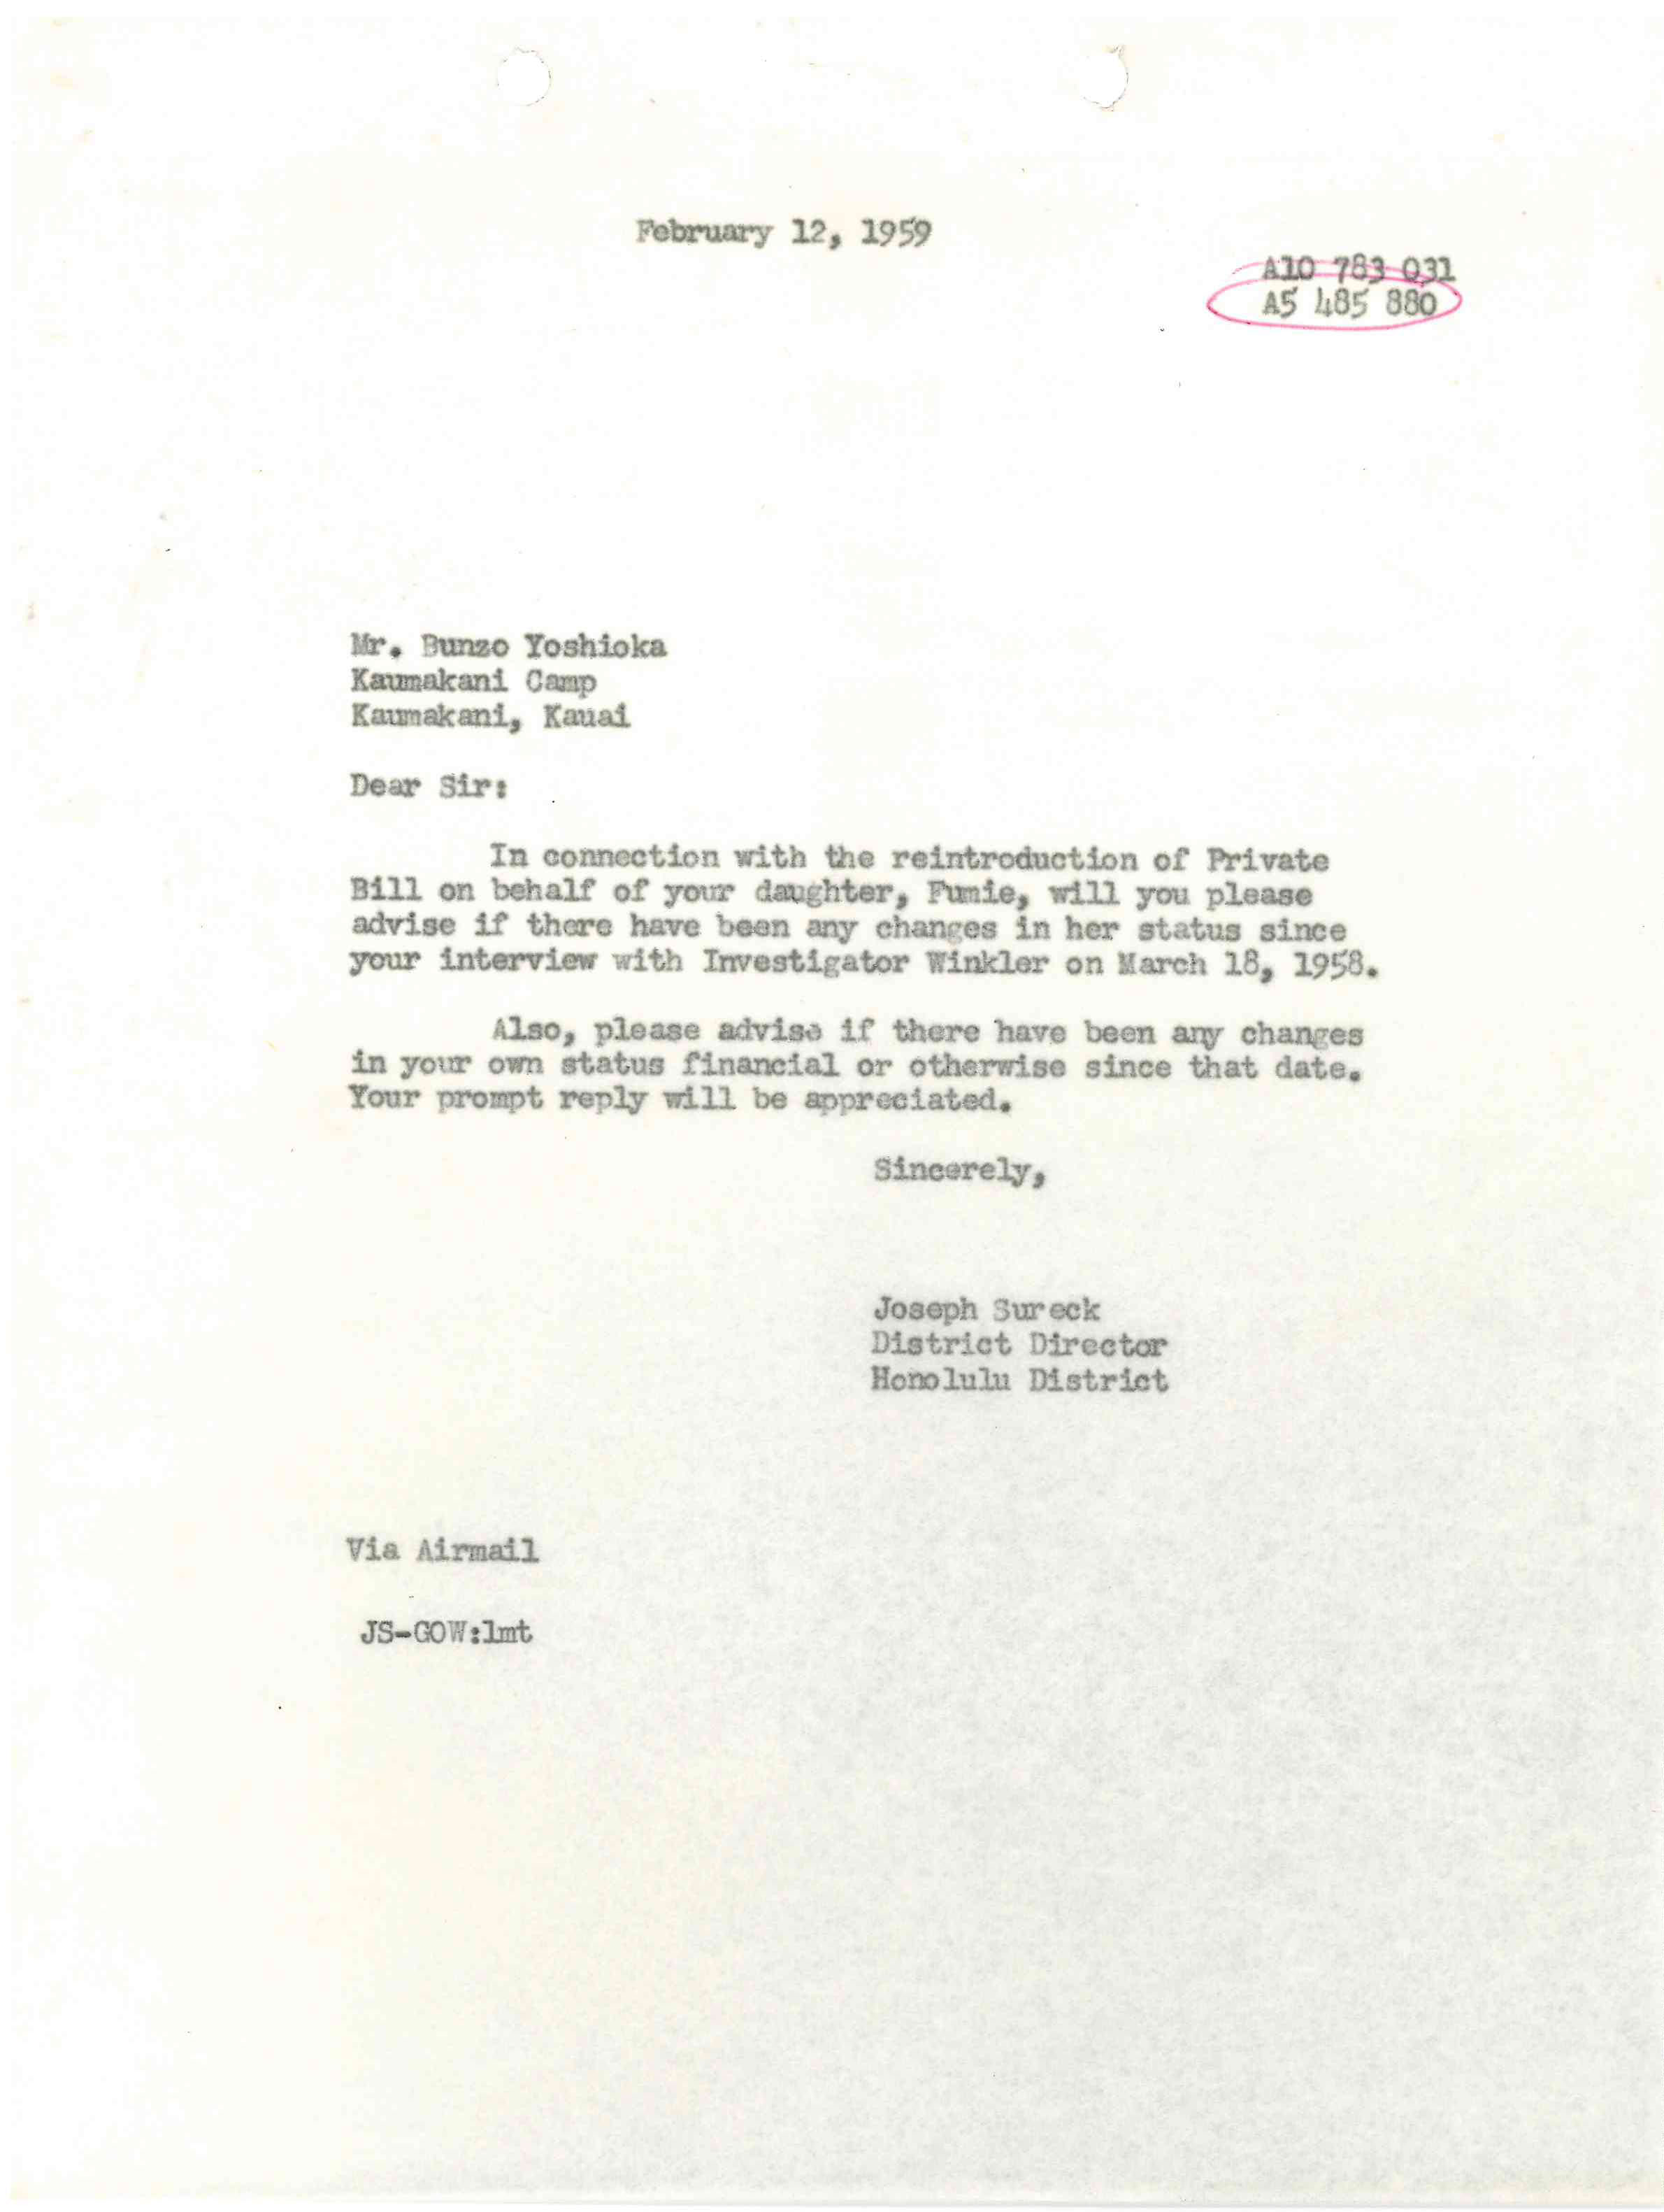 February 12, 1959
A10 783 031
A5 485 880
Mr. Bunzo Yoshioka
Kaumakani Camp
Kaumakani, Kauai
Dear Sir:
In connection with the reintroduction of Private
Bill on behalf of your daughter, Fumie, will you please
advise if there have been any changes in her status since
your interview with Investigator Winkler on March 18, 1958.
Also, please advise if there have been any changes
in your own status financial or otherwise since that date.
Your prompt reply will be appreciated.
Sincerely,
Joseph Sureck
District Director
Honolulu District
Via Airmail
JS-GOW:lmt